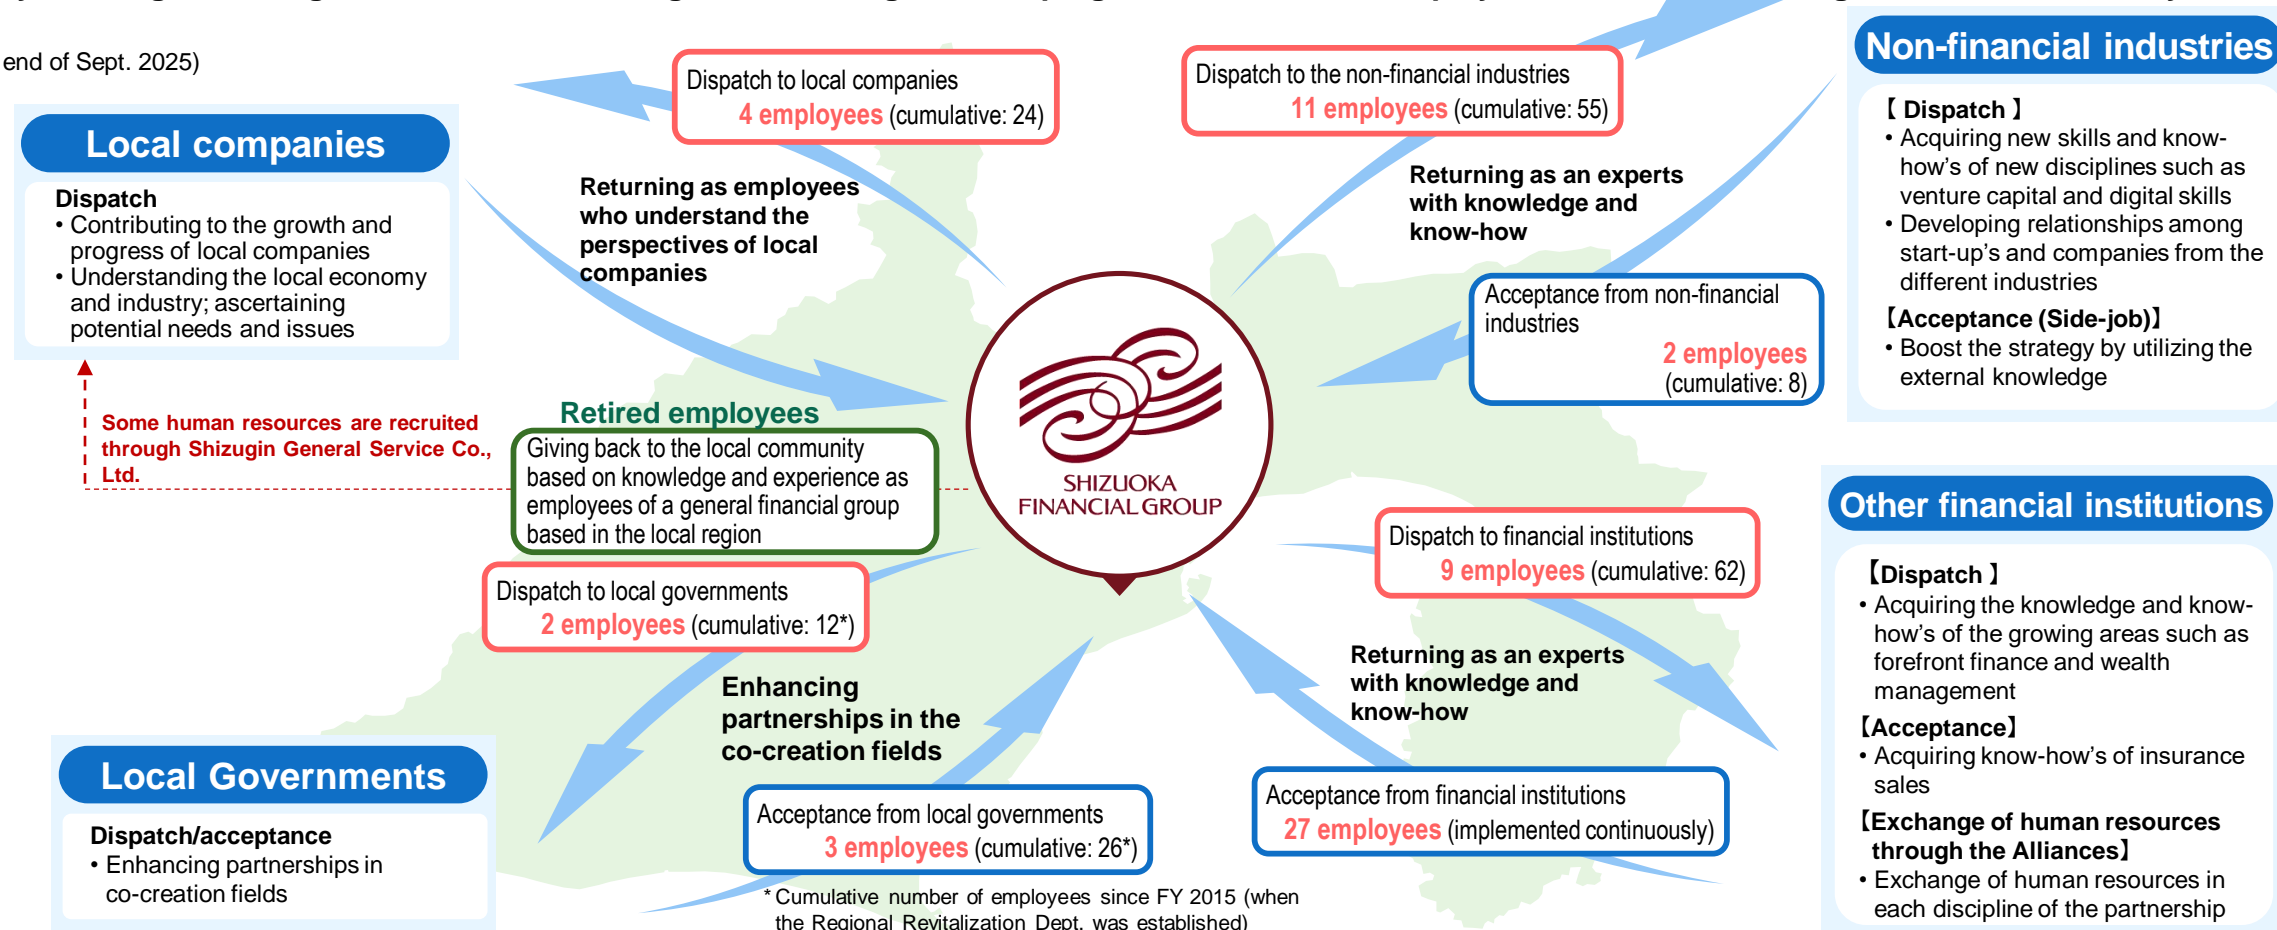 end of Sept. 2025)
Local companies
Dispatch
• Contributing to the growth and
progress of local companies
• Understanding the local economy
and industry; ascertaining
potential needs and issues
Some human resources are recruited
through Shizugin General Service Co.,
Ltd.
Dispatch to local companies
4 employees (cumulative: 24)
Returning as employees
who understand the
perspectives of local
companies
Retired employees
Giving back to the local community
based on knowledge and experience as
employees of a general financial group
based in the local region
Dispatch to local governments
2 employees (cumulative: 12*)
Enhancing
partnerships in the
co-creation fields
Local Governments
Dispatch/acceptance
• Enhancing partnerships in
co-creation fields
Acceptance from local governments
3 employees (cumulative: 26*)
* Cumulative number of employees since FY 2015 (when
the Regional Revitalization Dept. was established)
SHIZUOKA
FINANCIAL GROUP
Dispatch to the non-financial industries
11 employees (cumulative: 55)
Returning as an experts
with knowledge and
know-how
Acceptance from non-financial
industries
2 employees
(cumulative: 8)
Non-financial industries
【 Dispatch 】
• Acquiring new skills and know-
how's of new disciplines such as
venture capital and digital skills
• Developing relationships among
start-up's and companies from the
different industries
【Acceptance (Side-job)】
• Boost the strategy by utilizing the
external knowledge
Dispatch to financial institutions
9 employees (cumulative: 62)
Returning as an experts
with knowledge and
know-how
Acceptance from financial institutions
27 employees (implemented continuously)
Other financial institutions
【Dispatch 】
• Acquiring the knowledge and know-
how's of the growing areas such as
forefront finance and wealth
management
【Acceptance】
• Acquiring know-how's of insurance
sales
【Exchange of human resources
through the Alliances】
• Exchange of human resources in
each discipline of the partnership